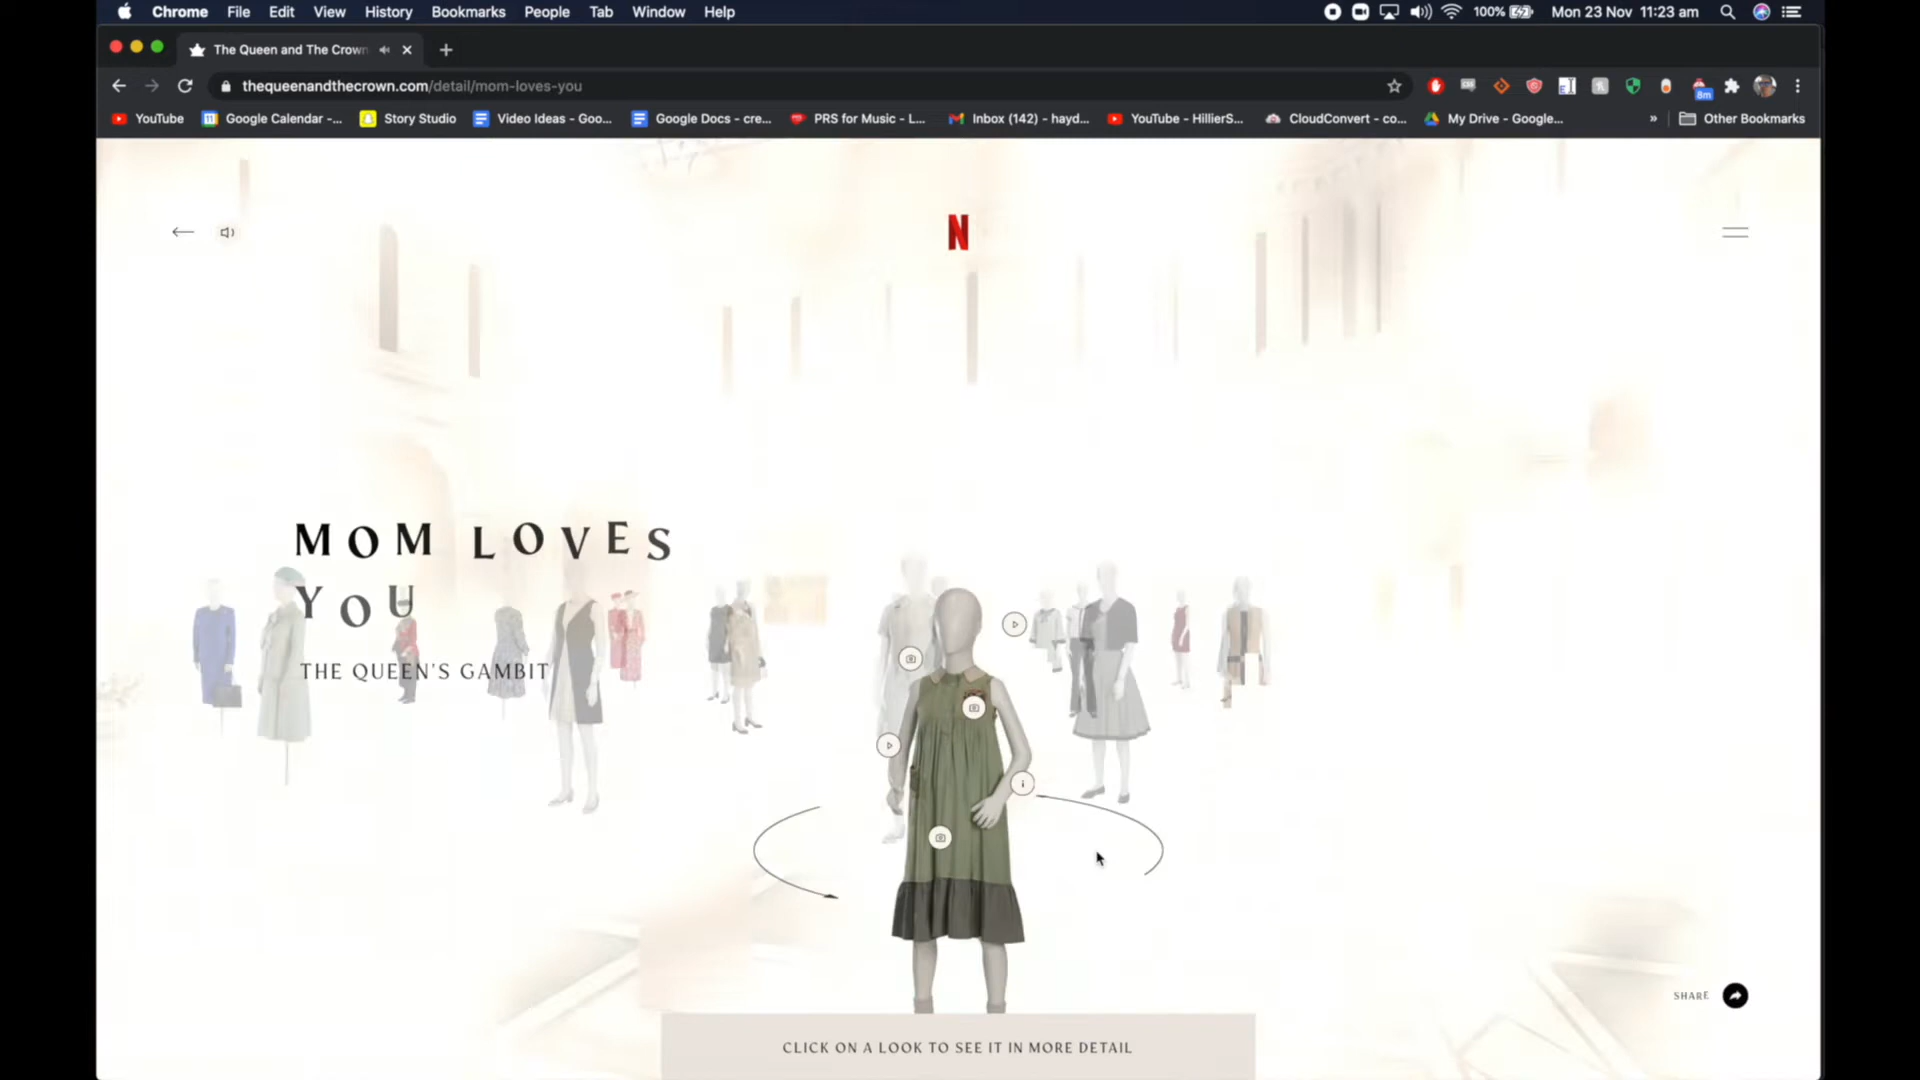 Chrome File Edit View History Bookmarks People Tab Window Help 100% Mon 23 Nov 11:23 am
The Queen and The Crown
thequeenandthecrown.com/detail/mom-loves-you
8m
YouTube Google Calendar -... Story Studio Video Ideas - Goo... Google Docs - cre... PRS for Music - L... Inbox (142) - hayd... YouTube - HillierS... CloudConvert - co... My Drive - Google... » Other Bookmarks
N
MOM LOVES
YOU
THE QUEEN'S GAMBIT
SHARE
CLICK ON A LOOK TO SEE IT IN MORE DETAIL